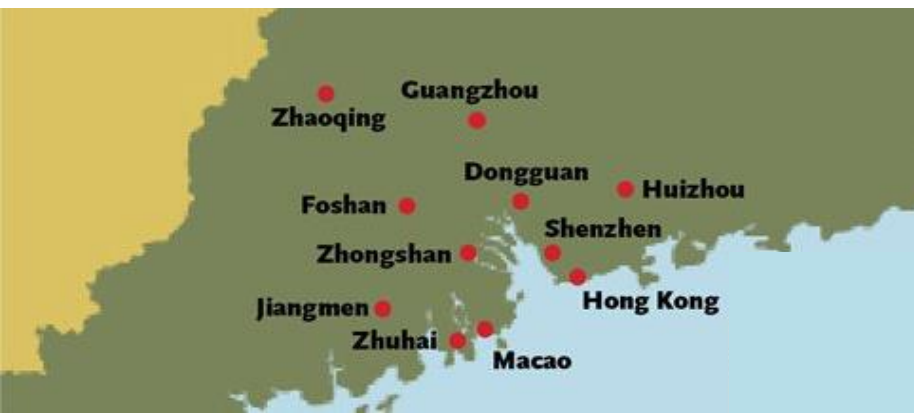 Guangzhou
Zhaoqing
Dongguan
Huizhou
Foshan
Shenzhen
Zhongshan
Hong Kong
Jiangmen
Zhuhai
Macao